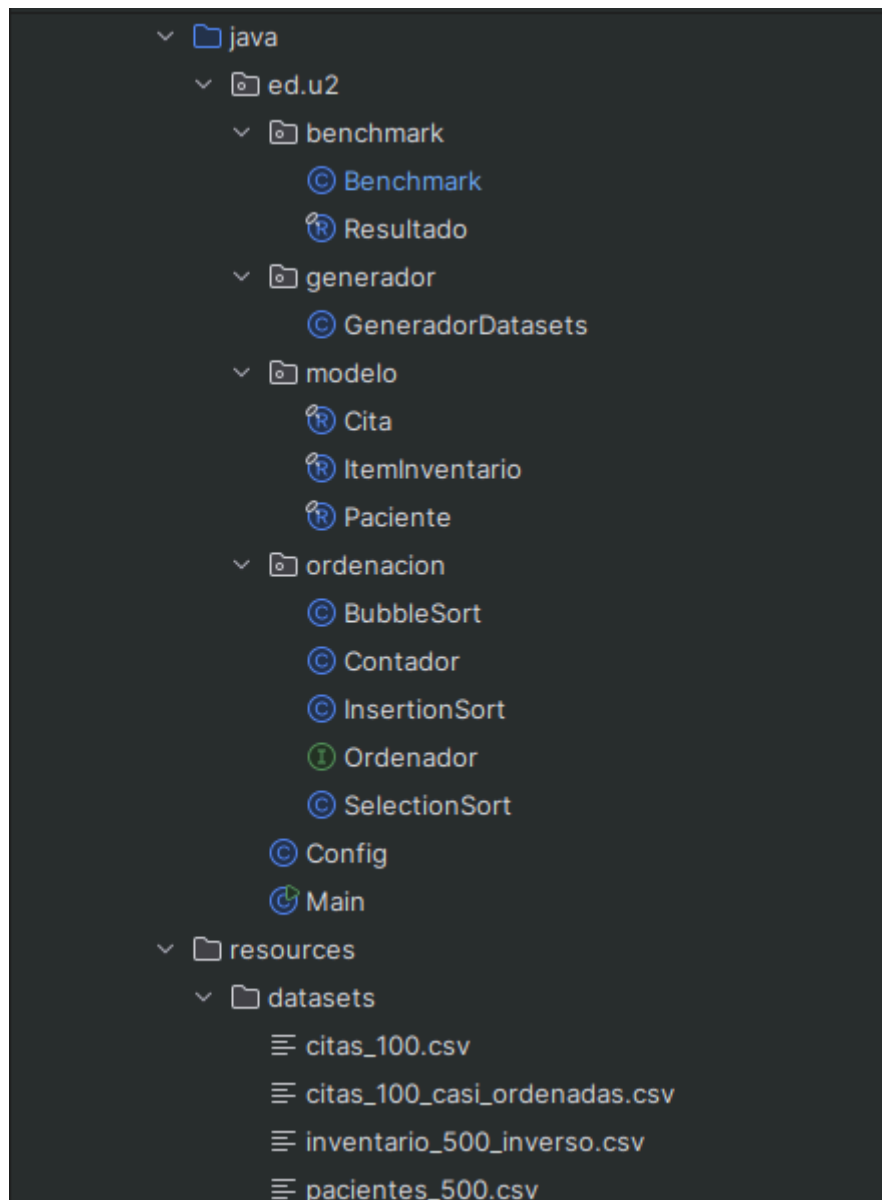 java
ed.u2
benchmark
Benchmark
Resultado
generador
GeneradorDatasets
modelo
Cita
ItemInventario
Paciente
ordenacion
BubbleSort
Contador
InsertionSort
Ordenador
SelectionSort
Config
Main
resources
datasets
citas_100.csv
citas_100_casi_ordenadas.csv
inventario_500_inverso.csv
pacientes_500.csv